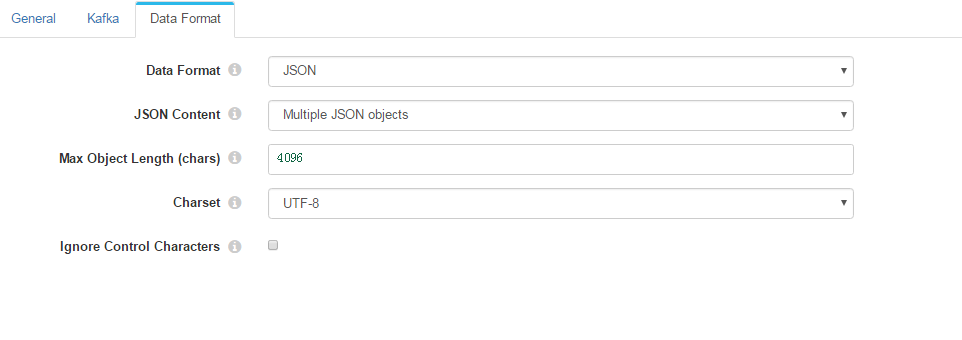 General Kafka Data Format
Data Format JSON
JSON Content Multiple JSON objects
Max Object Length (chars) 4096
Charset UTF-8
Ignore Control Characters